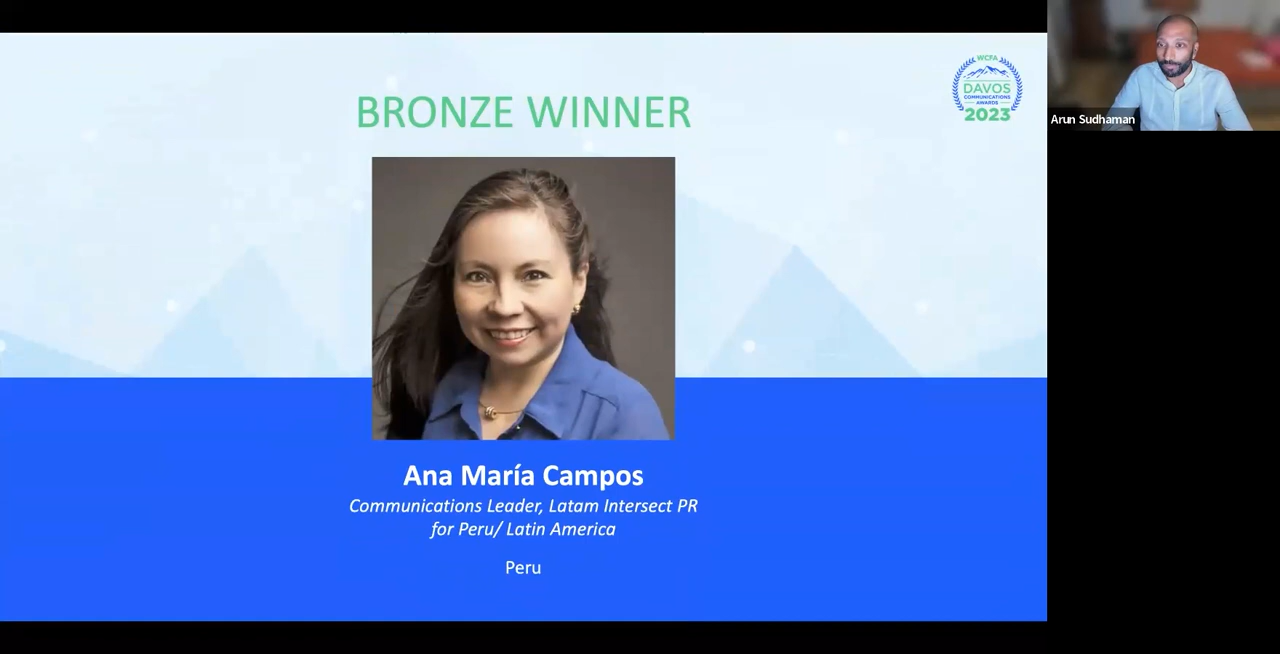 BRONZE WINNER
WCFA
DAVOS
COMMUNICATIONS
AWARDS
2023
Arun Sudhaman
Ana María Campos
Communications Leader, Latam Intersect PR
for Peru/ Latin America
Peru